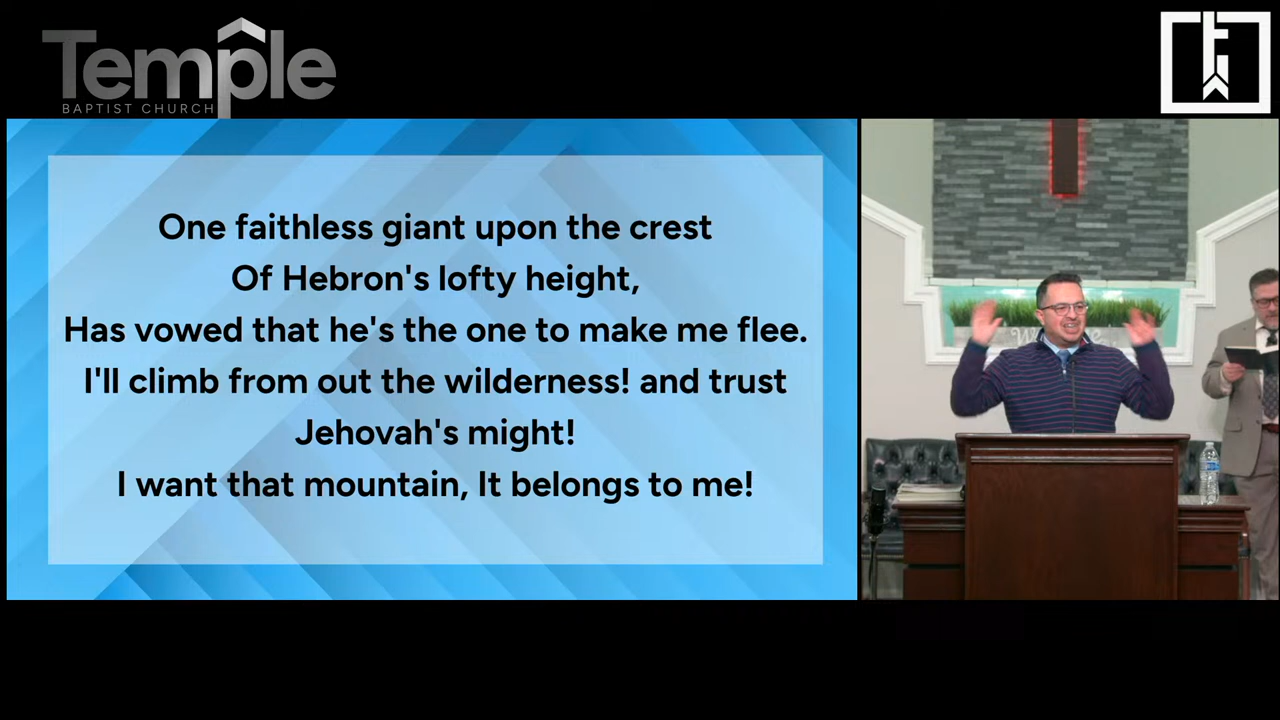 Temple
BAPTIST CHURCH
One faithless giant upon the crest
Of Hebron's lofty height,
Has vowed that he's the one to make me flee.
I'll climb from out the wilderness! and trust
Jehovah's might!
I want that mountain, It belongs to me!